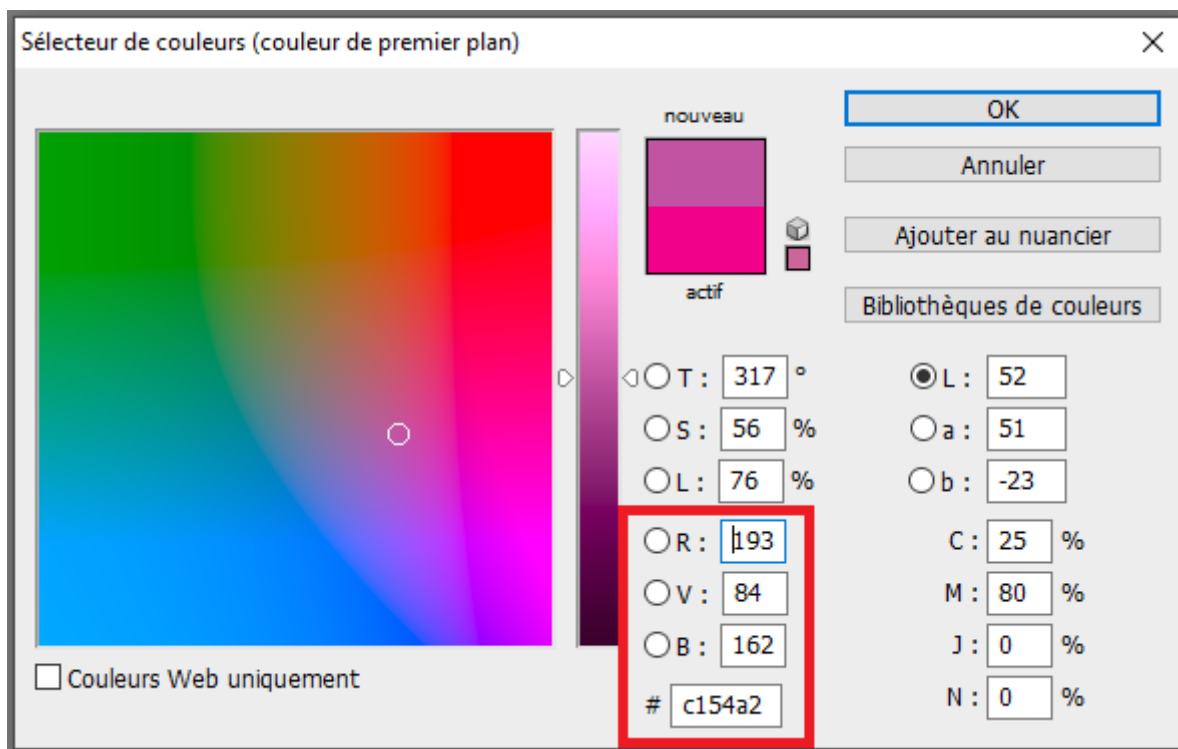 Sélecteur de couleurs (couleur de premier plan)
nouveau
actif
OK
Annuler
Ajouter au nuancier
Bibliothèques de couleurs
T : 317 °
S : 56 %
L : 76 %
R : 193
V : 84
B : 162
# c154a2
L : 52
a : 51
b : -23
C : 25 %
M : 80 %
J : 0 %
N : 0 %
Couleurs Web uniquement